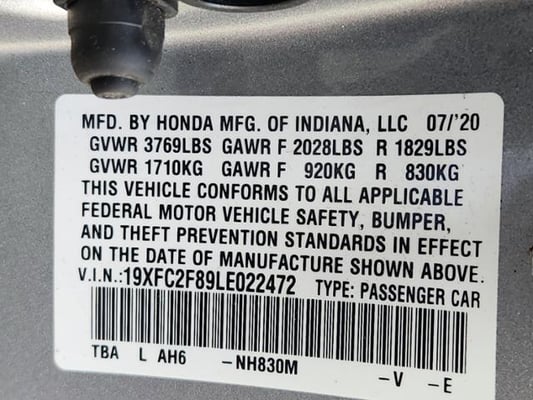 MFD. BY HONDA MFG. OF INDIANA, LLC 07/'20
GVWR 3769LBS GAWR F 2028LBS R 1829LBS
GVWR 1710KG GAWR F 920KG R 830KG
THIS VEHICLE CONFORMS TO ALL APPLICABLE
FEDERAL MOTOR VEHICLE SAFETY, BUMPER,
AND THEFT PREVENTION STANDARDS IN EFFECT
ON THE DATE OF MANUFACTURE SHOWN ABOVE.
V.I.N.:19XFC2F89LE022472 TYPE: PASSENGER CAR
TBA L AH6 -NH830M
-V -E